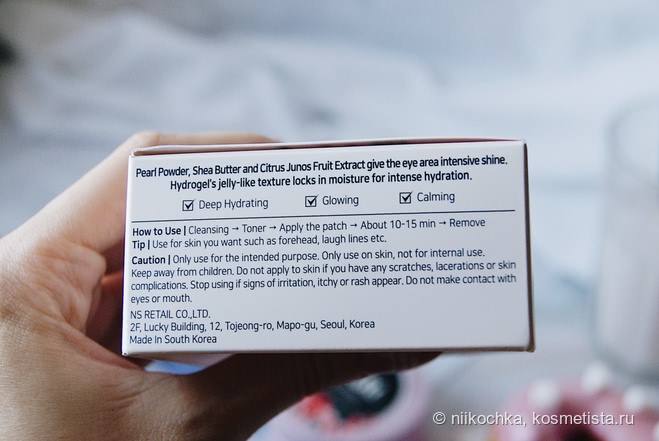 Pearl Powder, Shea Butter and Citrus Junos Fruit Extract give the eye area intensive shine.
Hydrogel's jelly-like texture locks in moisture for intense hydration.
☑ Deep Hydrating ☑ Glowing ☑ Calming
How to Use | Cleansing → Toner → Apply the patch → About 10-15 min → Remove
Tip | Use for skin you want such as forehead, laugh lines etc.
Caution | Only use for the intended purpose. Only use on skin, not for internal use.
Keep away from children. Do not apply to skin if you have any scratches, lacerations or skin
complications. Stop using if signs of irritation, itchy or rash appear. Do not make contact with
eyes or mouth.
NS RETAIL CO.,LTD.
2F, Lucky Building, 12, Tojeong-ro, Mapo-gu, Seoul, Korea
Made In South Korea
© niikochka, kosmetista.ru